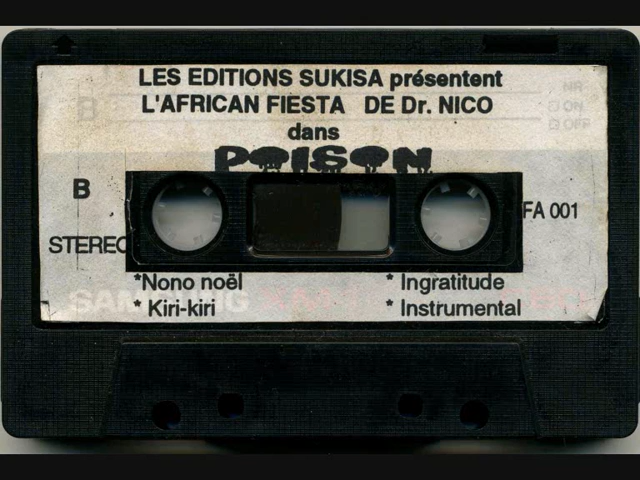 LES EDITIONS SUKISA présentent
L'AFRICAN FIESTA DE Dr. NICO
dans
POISON
B
FA 001
STEREO
*Nono noël
* Ingratitude
* Kiri-kiri
* Instrumental
B
NR
ON
OFF
SAMSUNG